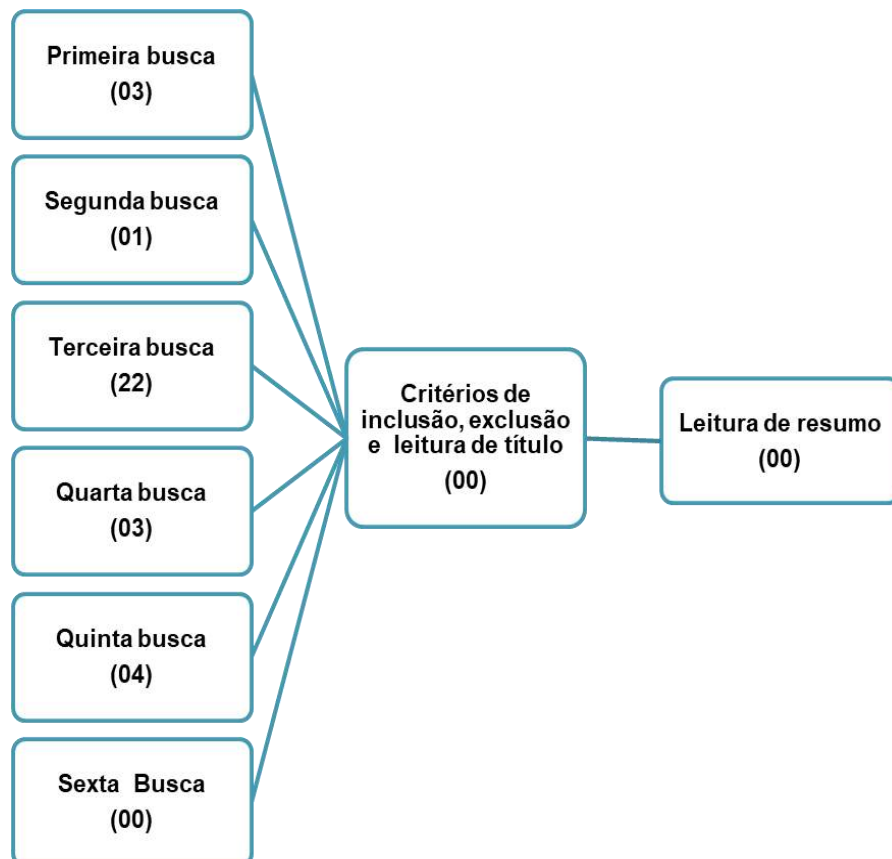 Primeira busca
(03)
Segunda busca
(01)
Terceira busca
(22)
Quarta busca
(03)
Quinta busca
(04)
Sexta Busca
(00)
Critérios de
inclusão, exclusão
e leitura de título
(00)
Leitura de resumo
(00)